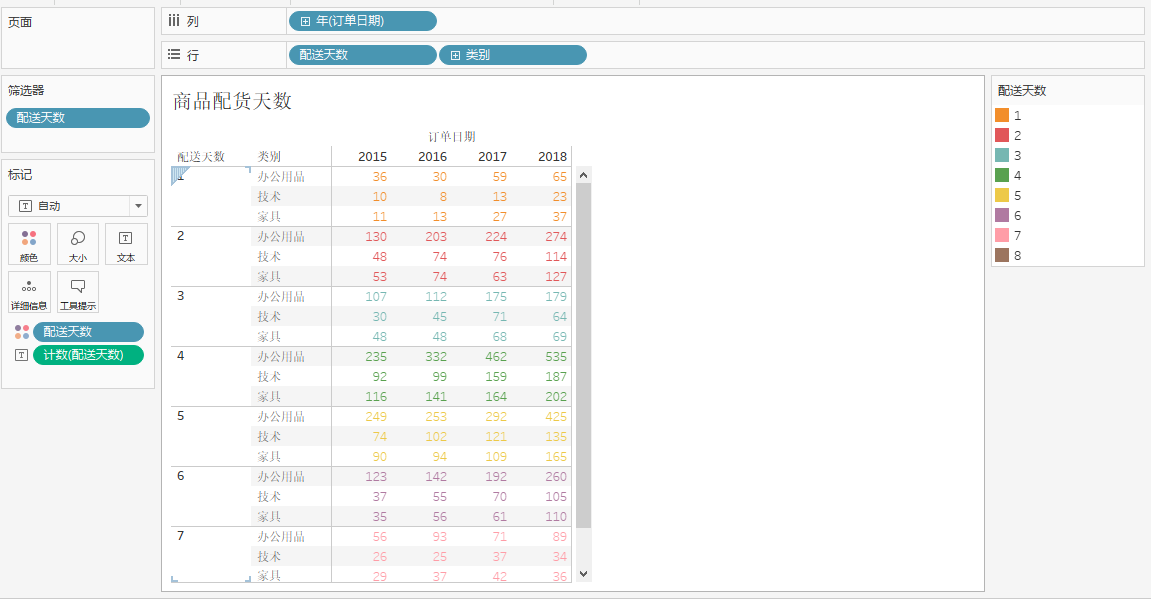 页面
列
年(订单日期)
行
配送天数
类别
筛选器
配送天数
标记
自动
颜色
大小
文本
详细信息
工具提示
配送天数
计数(配送天数)
商品配货天数
订单日期
配送天数 类别 2015 2016 2017 2018
1 办公用品 36 30 59 65
技术 10 8 13 23
家具 11 13 27 37
2 办公用品 130 203 224 274
技术 48 74 76 114
家具 53 74 63 127
3 办公用品 107 112 175 179
技术 30 45 71 64
家具 48 48 68 69
4 办公用品 235 332 462 535
技术 92 99 159 187
家具 116 141 164 202
5 办公用品 249 253 292 425
技术 74 102 121 135
家具 90 94 109 165
6 办公用品 123 142 192 260
技术 37 55 70 105
家具 35 56 61 110
7 办公用品 56 93 71 89
技术 26 25 37 34
家具 29 37 42 36
配送天数
1
2
3
4
5
6
7
8